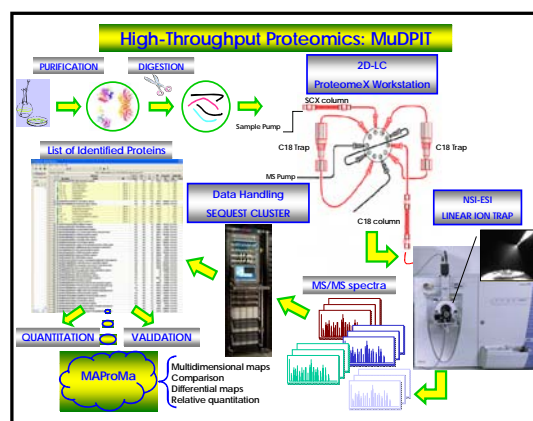 High-Throughput Proteomics: MuDPIT
PURIFICATION
DIGESTION
2D-LC
ProteomeX Workstation
SCX column
Sample Pump
C18 Trap
C18 Trap
MS Pump
C18 column
List of Identified Proteins
Data Handling
SEQUEST CLUSTER
NSI-ESI
LINEAR ION TRAP
MS/MS spectra
QUANTITATION
VALIDATION
MAProMa
Multidimensional maps
Comparison
Differential maps
Relative quantitation